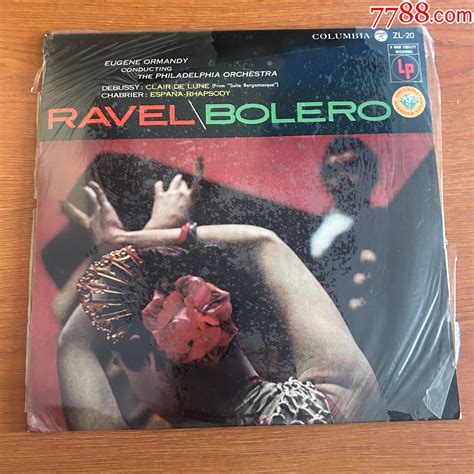 7788.com
COLUMBIA ZL-20
EUGENE ORMANDY
CONDUCTING
THE PHILADELPHIA ORCHESTRA
DEBUSSY: CLAIR DE LUNE (From "Suite Bergamasque")
CHABRIER: ESPAÑA-RHAPSODY
LP
RAVEL\BOLERO